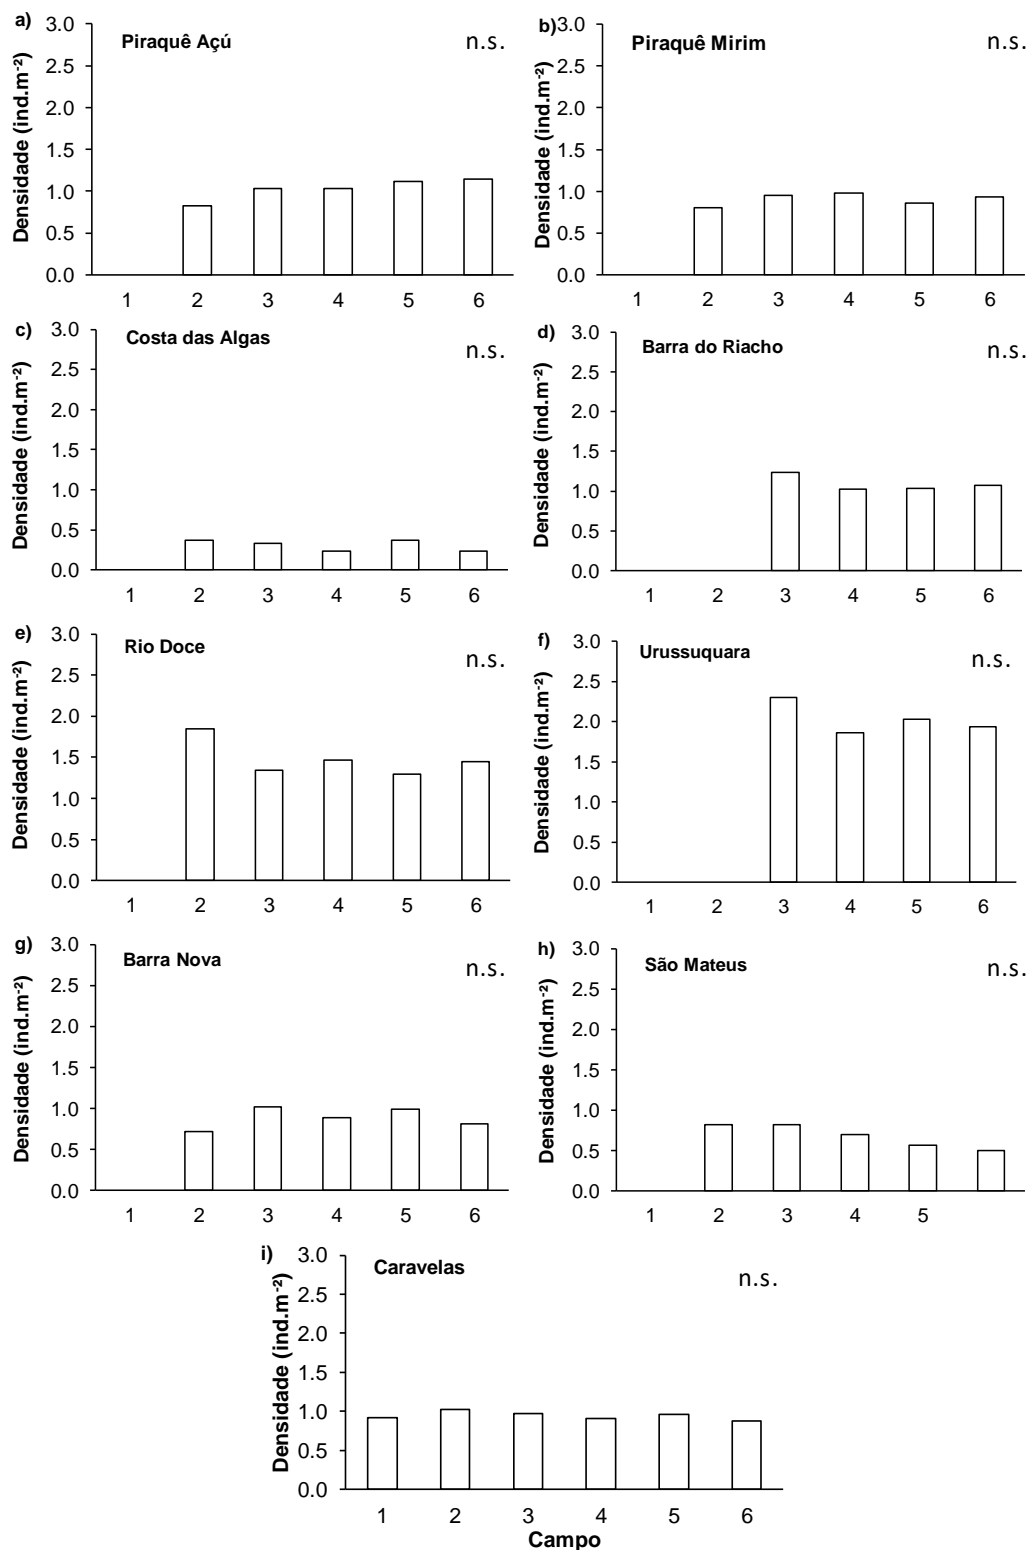 a)
Piraquê Açú
n.s.
Densidade (ind.m⁻²)
3.0
2.5
2.0
1.5
1.0
0.5
0.0
1 2 3 4 5 6
b)
Piraquê Mirim
n.s.
Densidade (ind.m⁻²)
3.0
2.5
2.0
1.5
1.0
0.5
0.0
1 2 3 4 5 6
c)
Costa das Algas
n.s.
Densidade (ind.m⁻²)
3.0
2.5
2.0
1.5
1.0
0.5
0.0
1 2 3 4 5 6
d)
Barra do Riacho
n.s.
Densidade (ind.m⁻²)
3.0
2.5
2.0
1.5
1.0
0.5
0.0
1 2 3 4 5 6
e)
Rio Doce
n.s.
Densidade (ind.m⁻²)
3.0
2.5
2.0
1.5
1.0
0.5
0.0
1 2 3 4 5 6
f)
Urussuquara
n.s.
Densidade (ind.m⁻²)
3.0
2.5
2.0
1.5
1.0
0.5
0.0
1 2 3 4 5 6
g)
Barra Nova
n.s.
Densidade (ind.m⁻²)
3.0
2.5
2.0
1.5
1.0
0.5
0.0
1 2 3 4 5 6
h)
São Mateus
n.s.
Densidade (ind.m⁻²)
3.0
2.5
2.0
1.5
1.0
0.5
0.0
1 2 3 4 5
i)
Caravelas
n.s.
Densidade (ind.m⁻²)
3.0
2.5
2.0
1.5
1.0
0.5
0.0
1 2 3 4 5 6
Campo